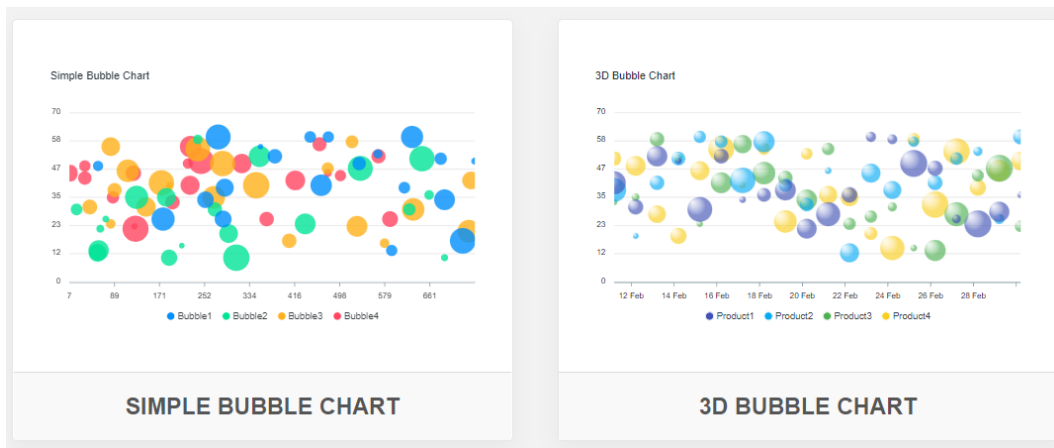 Simple Bubble Chart
70
58
47
35
23
12
0
7 89 171 252 334 416 498 579 661
Bubble1 Bubble2 Bubble3 Bubble4
SIMPLE BUBBLE CHART
3D Bubble Chart
70
58
47
35
23
12
0
12 Feb 14 Feb 16 Feb 18 Feb 20 Feb 22 Feb 24 Feb 26 Feb 28 Feb
Product1 Product2 Product3 Product4
3D BUBBLE CHART